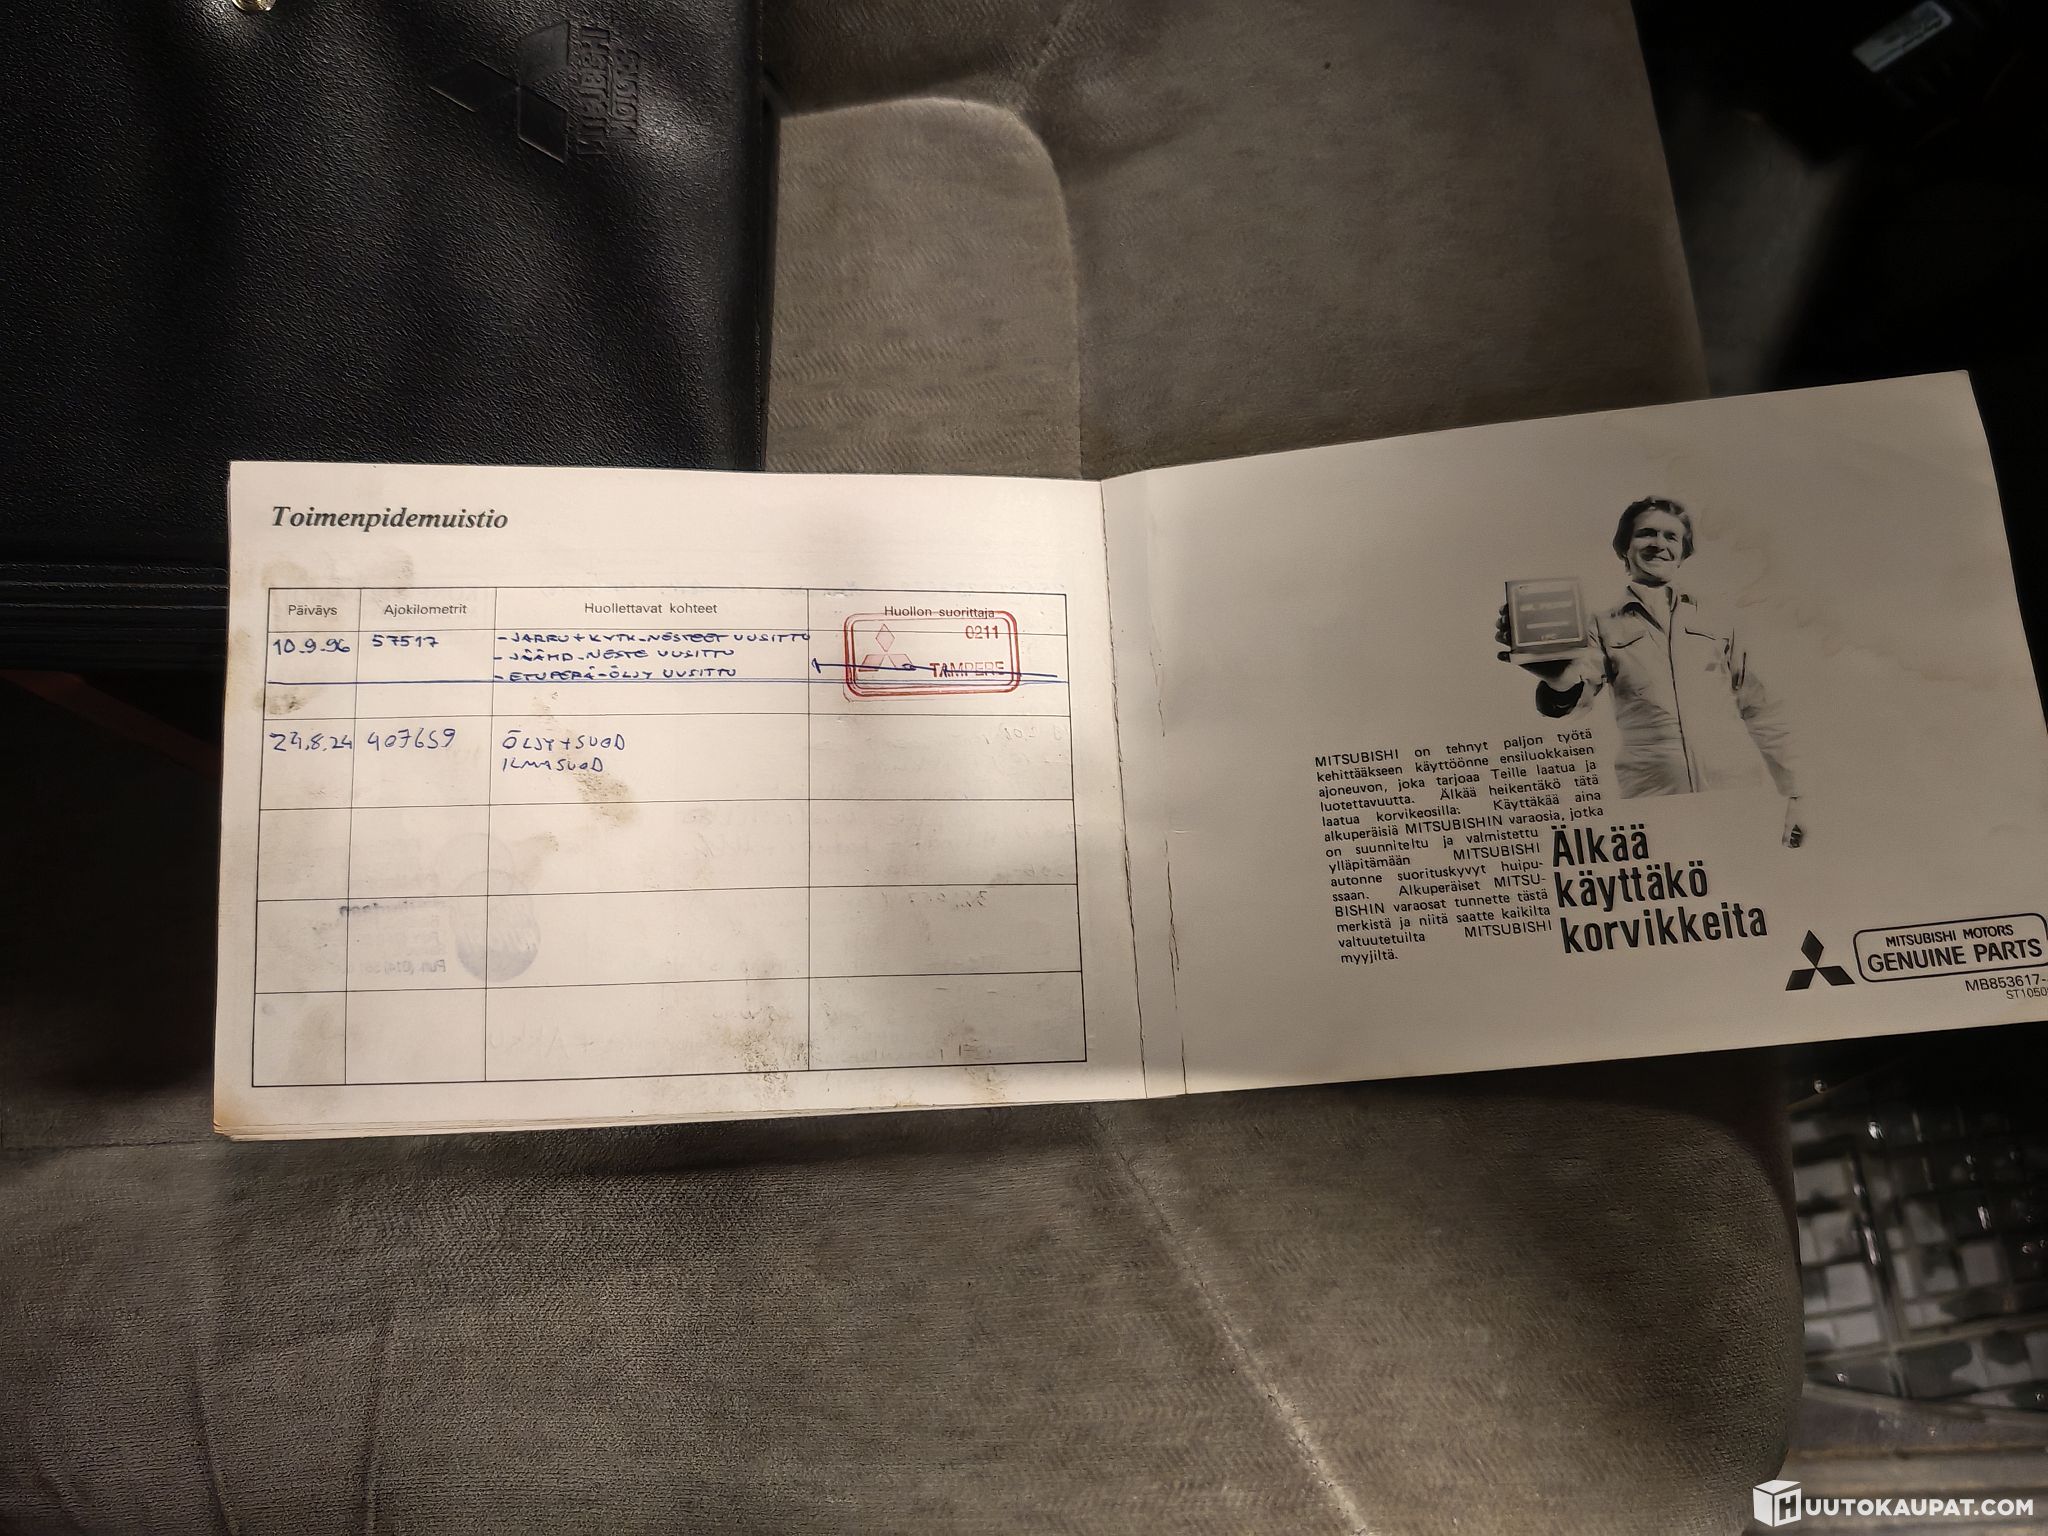 Toimenpidemuistio
Päiväys Ajokilometrit Huollettavat kohteet Huollon suorittaja
10.9.96 57517 - JARRU + KYTK-NESTEET UUSITTU
- JÄÄHD-NESTE UUSITTU
- ETUPERÄ-ÖLJY UUSITTU
0211
TAMPERE
24.8.24 407659 ÖLJY + SUOD
ILMASUOD
MITSUBISHI on tehnyt paljon työtä
kehittääkseen käyttöönne ensiluokkaisen
ajoneuvon, joka tarjoaa Teille laatua ja
luotettavuutta. Älkää heikentäkö tätä
laatua korvikeosilla: Käyttäkää aina
alkuperäisiä MITSUBISHIN varaosia, jotka
on suunniteltu ja valmistettu
ylläpitämään MITSUBISHI
autonne suorituskyvyt huipu-
ssaan. Alkuperäiset MITSU-
BISHIN varaosat tunnette tästä
merkistä ja niitä saatte kaikilta
valtuutetuilta MITSUBISHI
myyjiltä.
Älkää
käyttäkö
korvikkeita
MITSUBISHI MOTORS
GENUINE PARTS
MB853617-
ST1050
HUUTOKAUPAT.COM